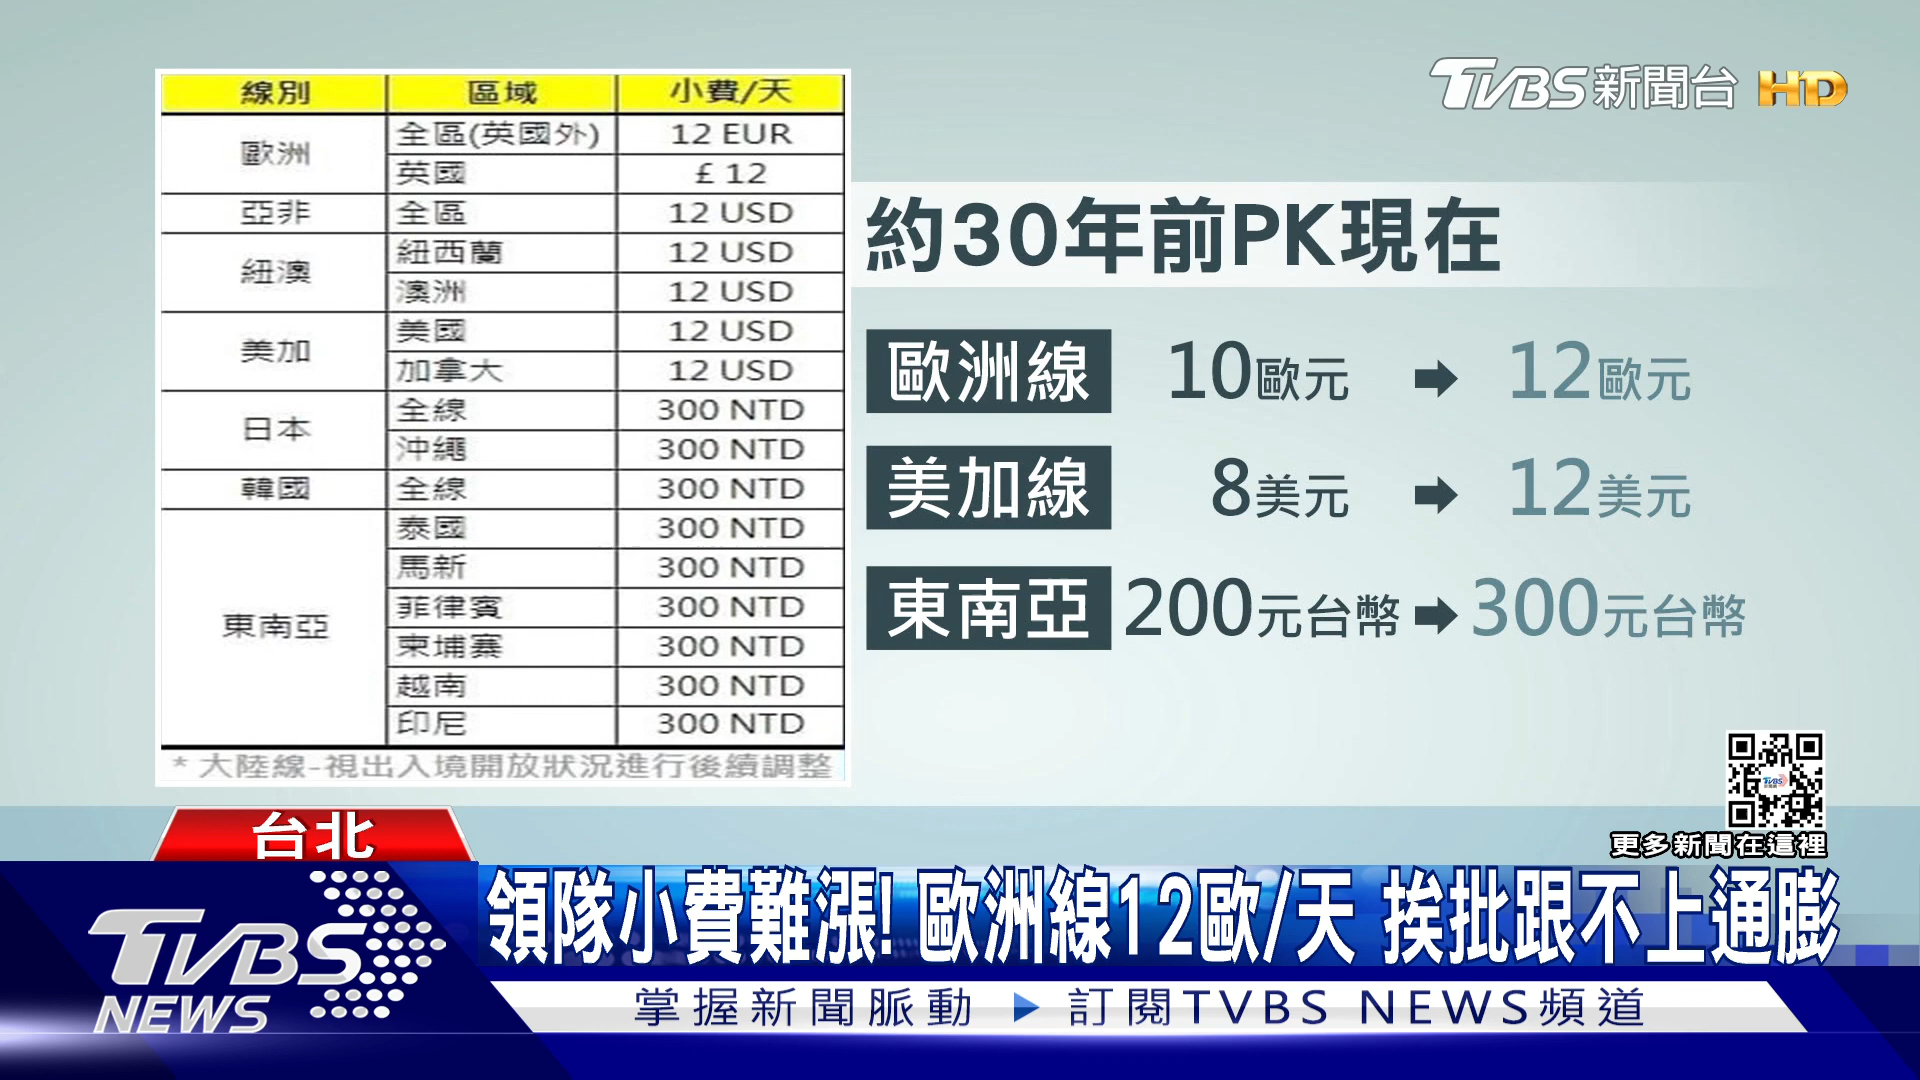 線別 區域 小費/天
歐洲 全區(英國外) 12 EUR
英國 £ 12
亞非 全區 12 USD
紐澳 紐西蘭 12 USD
澳洲 12 USD
美加 美國 12 USD
加拿大 12 USD
日本 全線 300 NTD
沖繩 300 NTD
韓國 全線 300 NTD
東南亞 泰國 300 NTD
馬新 300 NTD
菲律賓 300 NTD
柬埔寨 300 NTD
越南 300 NTD
印尼 300 NTD
* 大陸線-視出入境開放狀況進行後續調整
TVBS新聞台 HD
約30年前PK現在
歐洲線 10歐元 → 12歐元
美加線 8美元 → 12美元
東南亞 200元台幣 → 300元台幣
TVBS
更多新聞在這裡
台北
領隊小費難漲! 歐洲線12歐/天 挨批跟不上通膨
TVBS NEWS
掌握新聞脈動 ▶ 訂閱TVBS NEWS頻道